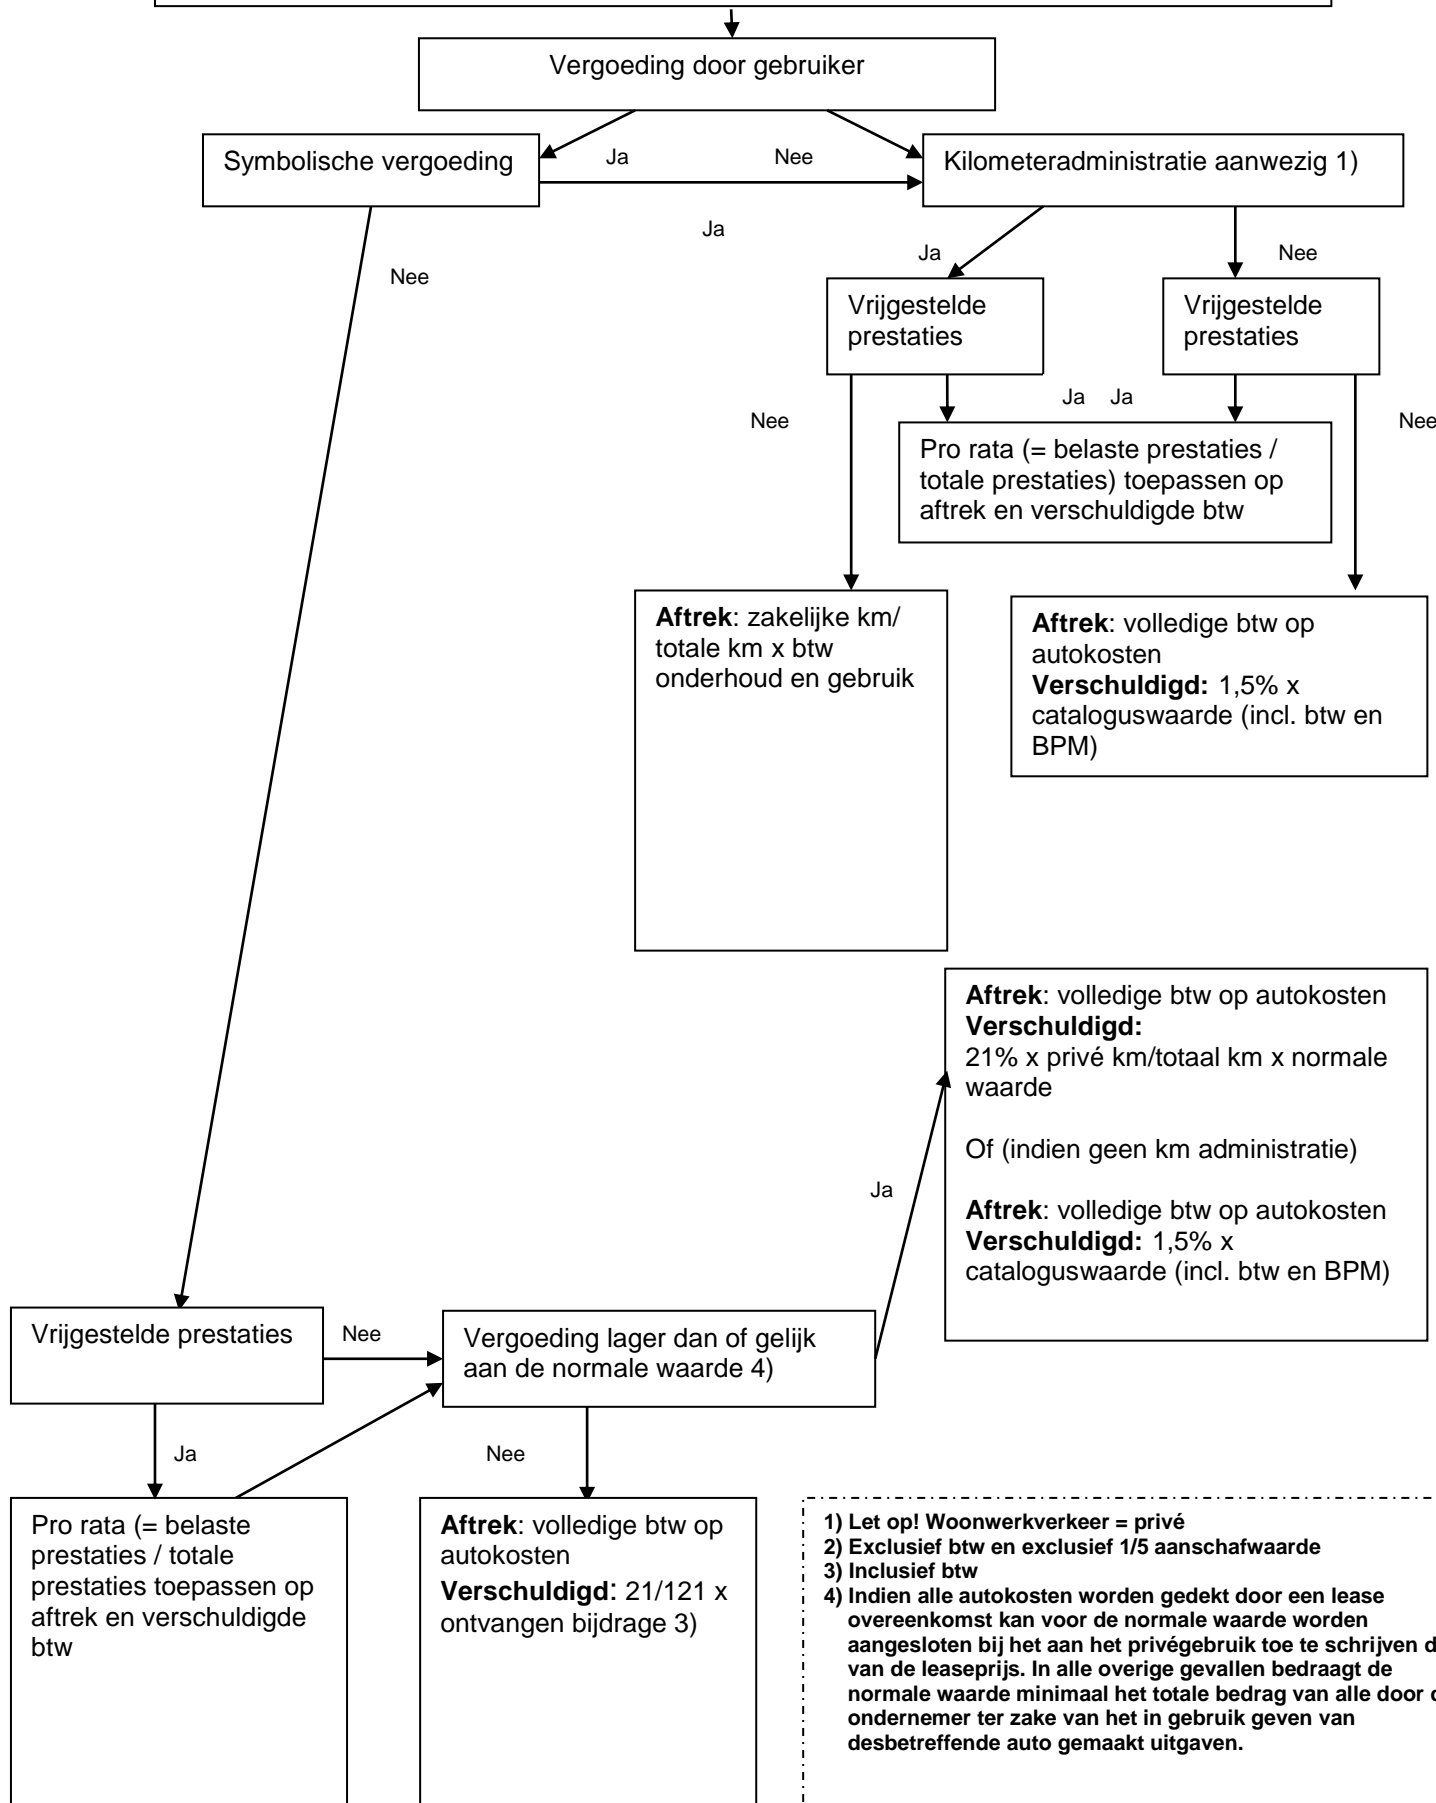 Vergoeding door gebruiker
Symbolische vergoeding
Ja
Nee
Kilometeradministratie aanwezig 1)
Ja
Nee
Ja
Nee
Vrijgestelde
prestaties
Vrijgestelde
prestaties
Nee
Ja
Ja
Nee
Pro rata (= belaste prestaties /
totale prestaties) toepassen op
aftrek en verschuldigde btw
Aftrek: zakelijke km/
totale km x btw
onderhoud en gebruik
Aftrek: volledige btw op
autokosten
Verschuldigd: 1,5% x
cataloguswaarde (incl. btw en
BPM)
Aftrek: volledige btw op autokosten
Verschuldigd:
21% x privé km/totaal km x normale
waarde
Of (indien geen km administratie)
Aftrek: volledige btw op autokosten
Verschuldigd: 1,5% x
cataloguswaarde (incl. btw en BPM)
Ja
Vrijgestelde prestaties
Nee
Vergoeding lager dan of gelijk
aan de normale waarde 4)
Ja
Nee
Pro rata (= belaste
prestaties / totale
prestaties toepassen op
aftrek en verschuldigde
btw
Aftrek: volledige btw op
autokosten
Verschuldigd: 21/121 x
ontvangen bijdrage 3)
1) Let op! Woonwerkverkeer = privé
2) Exclusief btw en exclusief 1/5 aanschafwaarde
3) Inclusief btw
4) Indien alle autokosten worden gedekt door een lease
overeenkomst kan voor de normale waarde worden
aangesloten bij het aan het privégebruik toe te schrijven
van de leaseprijs. In alle overige gevallen bedraagt de
normale waarde minimaal het totale bedrag van alle door
ondernemer ter zake van het in gebruik geven van
desbetreffende auto gemaakt uitgaven.